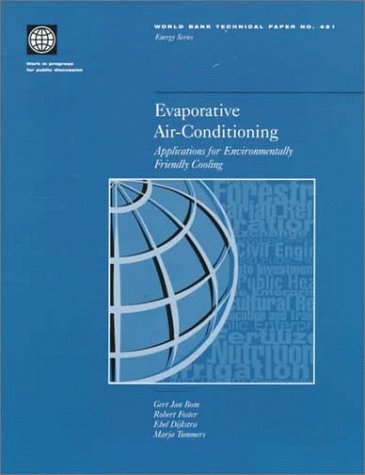 WORLD BANK TECHNICAL PAPER NO. 421
Energy Series
Work in progress
for public discussion
Evaporative
Air-Conditioning
Applications for Environmentally
Friendly Cooling
Forestr
Civil Engi
Public Hea
Nutrition
Irrigation
Gert Jan Bom
Robert Foster
Ebel Dijkstra
Marja Tummers